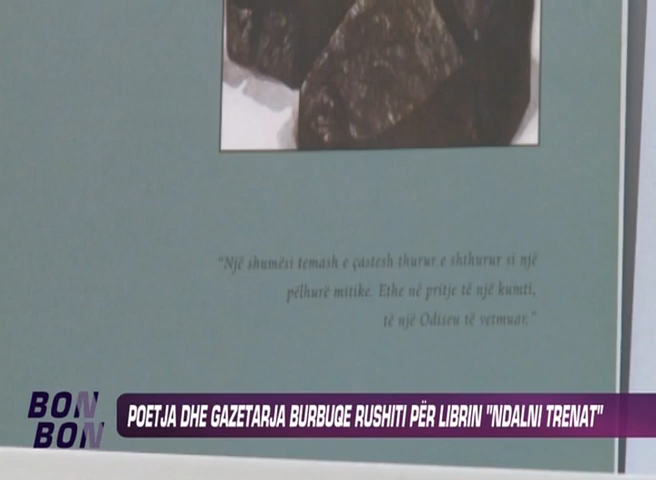 "Një shumësi temash e çastesh thurur e shthurur si një
pëlhurë mitike. Ethe në pritje të një kumti,
të një Odiseu të vetmuar."
BON
BON
POETJA DHE GAZETARJA BURBUQE RUSHITI PËR LIBRIN "NDALNI TRENAT"